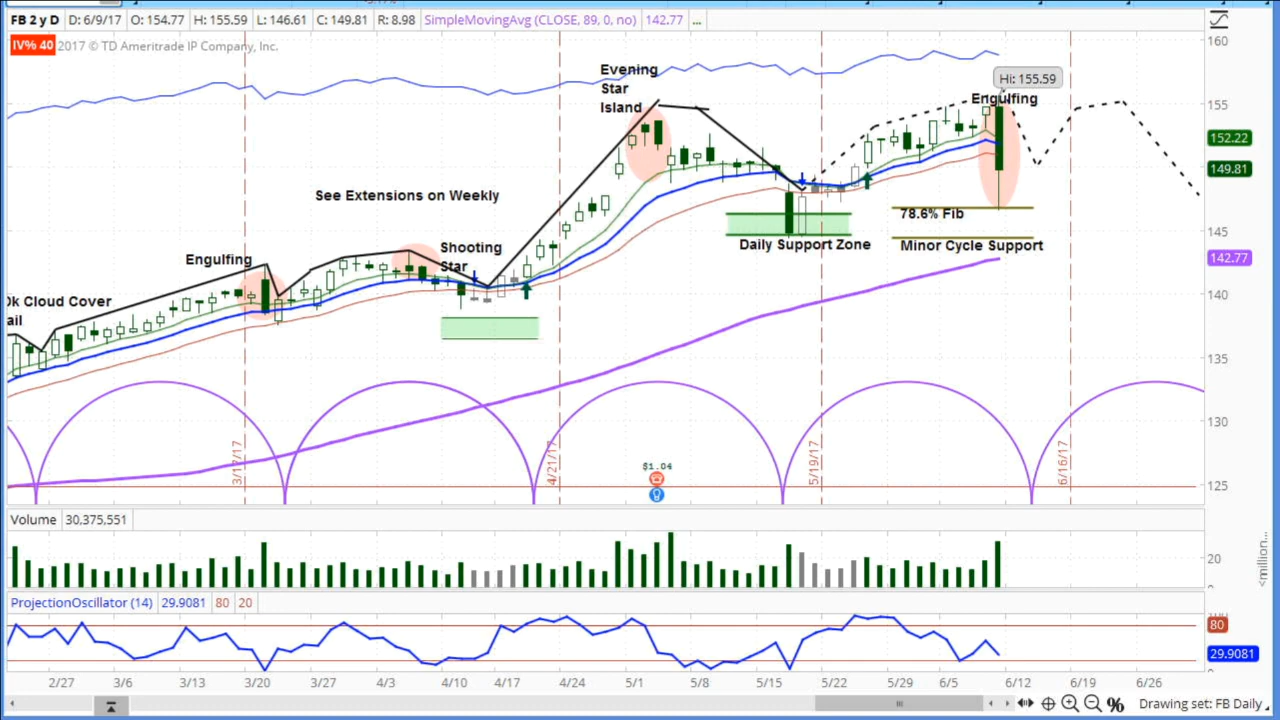 FB 2 y D D: 6/9/17 O: 154.77 H: 155.59 L: 146.61 C: 149.81 R: 8.98 SimpleMovingAvg (CLOSE, 89, 0, no) 142.77 ...
IV% 40 2017 © TD Ameritrade IP Company, Inc.
160
Evening
Star
Island
Hi: 155.59
Engulfing
155
152.22
149.81
See Extensions on Weekly
78.6% Fib
145
Daily Support Zone
Minor Cycle Support
Shooting
Star
Engulfing
142.77
Dk Cloud Cover
140
135
130
125
3/17/17
4/21/17
5/19/17
6/16/17
$1.04
Volume 30,375,551
20
<million...
ProjectionOscillator (14) 29.9081 80 20
80
29.9081
2/27 3/6 3/13 3/20 3/27 4/3 4/10 4/17 4/24 5/1 5/8 5/15 5/22 5/29 6/5 6/12 6/19 6/26
% Drawing set: FB Daily